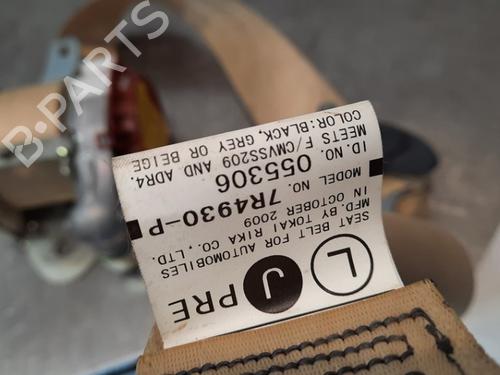 L J PRE
SEAT BELT FOR AUTOMOBILES
BY TOKAI RIKA CO., LTD.
MFD. IN OCTOBER 2009
MODEL NO. 7R4930-P
ID. NO. 055306
MEETS F/CMVSS209 AND ADR4.
COLOR:BLACK, GREY OR BEIGE
B-PARTS